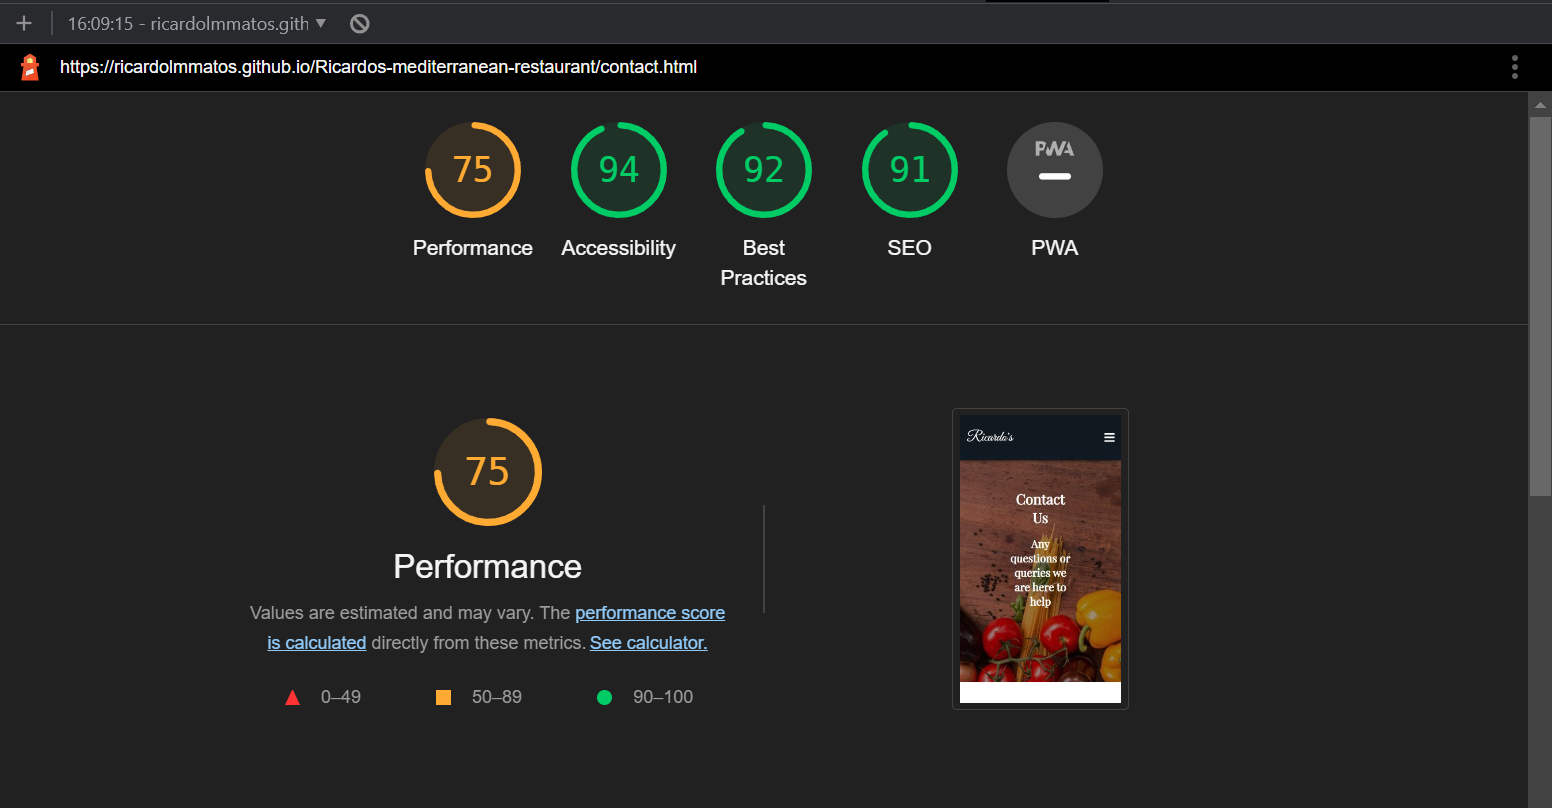 16:09:15 - ricardolmmatos.gith
https://ricardolmmatos.github.io/Ricardos-mediterranean-restaurant/contact.html
75
94
92
91
PWA
Performance
Accessibility
Best
Practices
SEO
PWA
75
Performance
Values are estimated and may vary. The performance score
is calculated directly from these metrics. See calculator.
0–49
50–89
90–100
Ricardo's
Contact
Us
Any
questions or
queries we
are here to
help